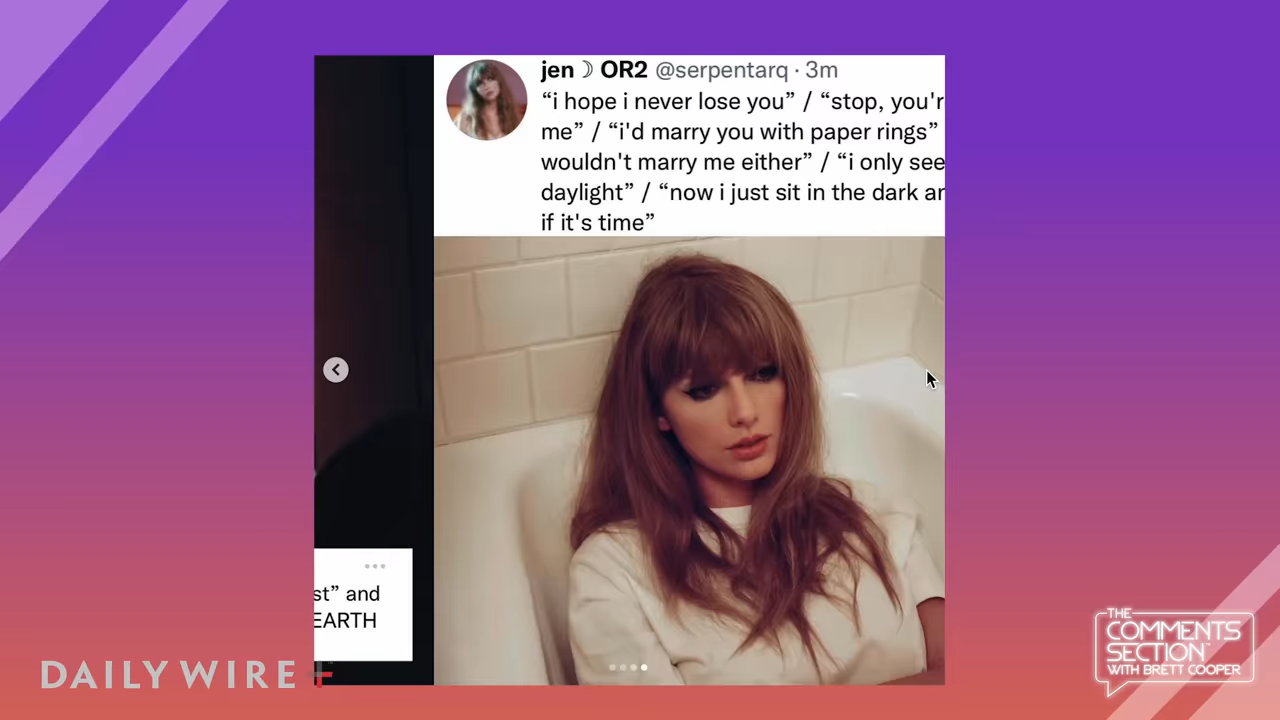 jen ☽ OR2 @serpentarq · 3m
“i hope i never lose you” / “stop, you'r
me” / “i'd marry you with paper rings”
wouldn't marry me either” / “i only see
daylight” / “now i just sit in the dark an
if it's time”
st” and
EARTH
DAILY WIRE +
THE
COMMENTS
SECTION™
WITH BRETT COOPER